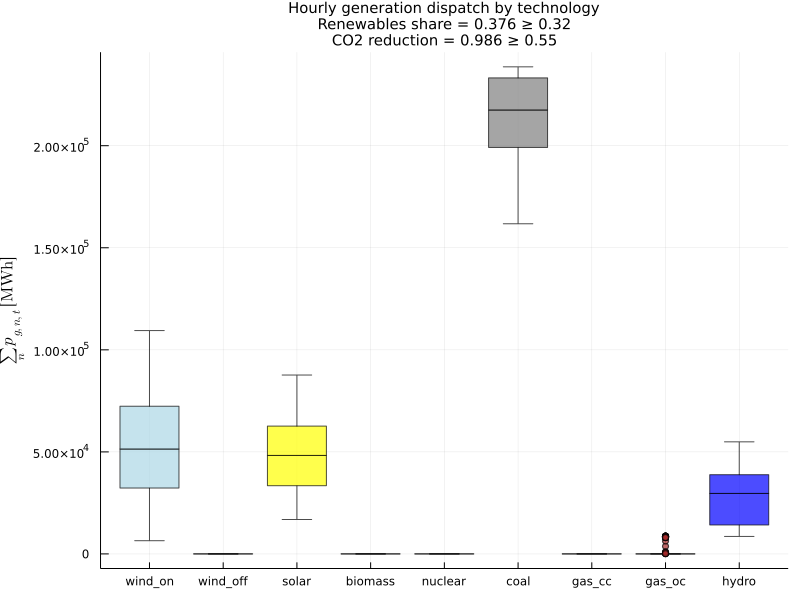 Hourly generation dispatch by technology
Renewables share = 0.376 ≥ 0.32
CO2 reduction = 0.986 ≥ 0.55
∑ₙ p_{g, n, t} [MWh]
2.00×10⁵
1.50×10⁵
1.00×10⁵
5.00×10⁴
0
wind_on wind_off solar biomass nuclear coal gas_cc gas_oc hydro